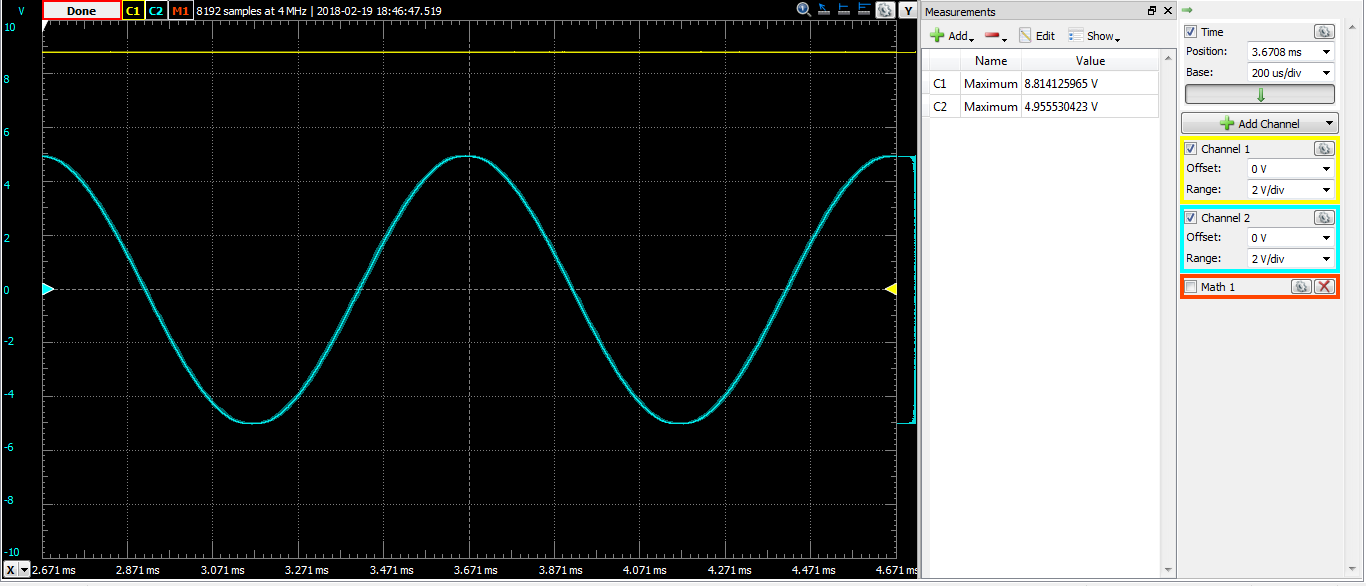 V Done C1 C2 M1 8192 samples at 4 MHz | 2018-02-19 18:46:47.519 Y
10
8
6
4
2
0
-2
-4
-6
-8
-10
X 2.671 ms 2.871 ms 3.071 ms 3.271 ms 3.471 ms 3.671 ms 3.871 ms 4.071 ms 4.271 ms 4.471 ms 4.671 ms
Measurements
Add Edit Show
Name Value
C1 Maximum 8.814125965 V
C2 Maximum 4.955530423 V
Time
Position: 3.6708 ms
Base: 200 us/div
Add Channel
Channel 1
Offset: 0 V
Range: 2 V/div
Channel 2
Offset: 0 V
Range: 2 V/div
Math 1